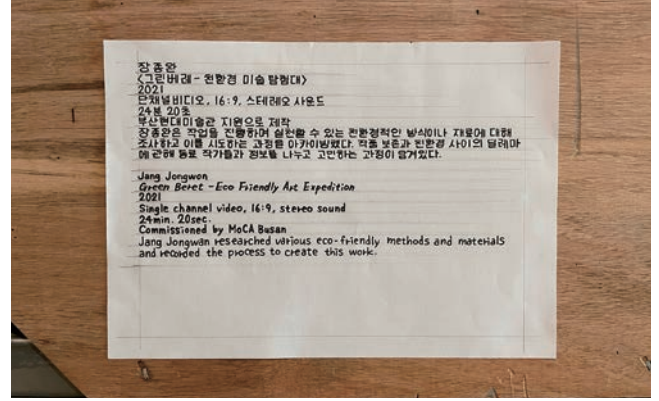 장종완
<그린베레-친환경 미술 탐험대>
2021
단채널비디오, 16:9, 스테레오 사운드
24분 20초
부산현대미술관 지원으로 제작
장종완은 작업을 진행하며 실현할 수 있는 친환경적인 방식이나 재료에 대해
조사하고 이를 시도하는 과정을 아카이빙했다. 작품 보존과 친환경 사이의 딜레마
에 관해 동료 작가들과 정보를 나누고 고민하는 과정이 담겨있다.
Jang Jongwon
Green Beret - Eco Friendly Art Expedition
2021
Single channel video, 16:9, stereo sound
24min. 20sec.
Commissioned by MoCA Busan
Jang Jongwan researched various eco-friendly methods and materials
and recorded the process to create this work.